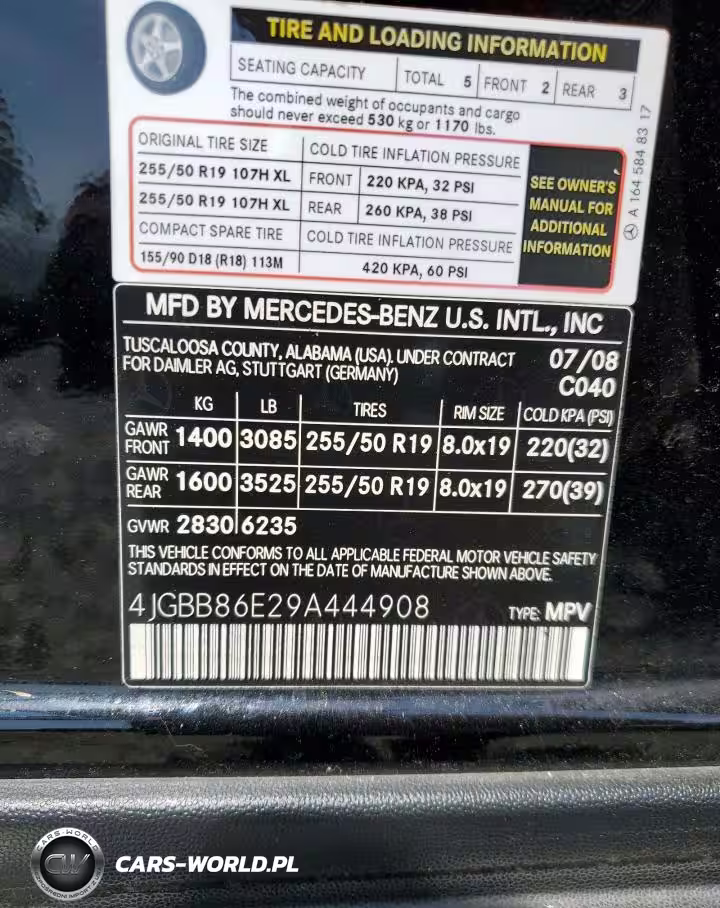 TIRE AND LOADING INFORMATION
SEATING CAPACITY TOTAL 5 FRONT 2 REAR 3
The combined weight of occupants and cargo
should never exceed 530 kg or 1170 lbs.
ORIGINAL TIRE SIZE COLD TIRE INFLATION PRESSURE
255/50 R19 107H XL FRONT 220 KPA, 32 PSI
255/50 R19 107H XL REAR 260 KPA, 38 PSI
COMPACT SPARE TIRE COLD TIRE INFLATION PRESSURE
155/90 D18 (R18) 113M 420 KPA, 60 PSI
SEE OWNER'S
MANUAL FOR
ADDITIONAL
INFORMATION
A 164 584 83 17
MFD BY MERCEDES-BENZ U.S. INTL., INC
TUSCALOOSA COUNTY, ALABAMA (USA). UNDER CONTRACT 07/08
FOR DAIMLER AG, STUTTGART (GERMANY) C040
KG LB TIRES RIM SIZE COLD KPA (PSI)
GAWR FRONT 1400 3085 255/50 R19 8.0x19 220(32)
GAWR REAR 1600 3525 255/50 R19 8.0x19 270(39)
GVWR 2830 6235
THIS VEHICLE CONFORMS TO ALL APPLICABLE FEDERAL MOTOR VEHICLE SAFETY
STANDARDS IN EFFECT ON THE DATE OF MANUFACTURE SHOWN ABOVE.
4JGBB86E29A444908 TYPE: MPV
CARS-WORLD
CW
CARS-WORLD.PL